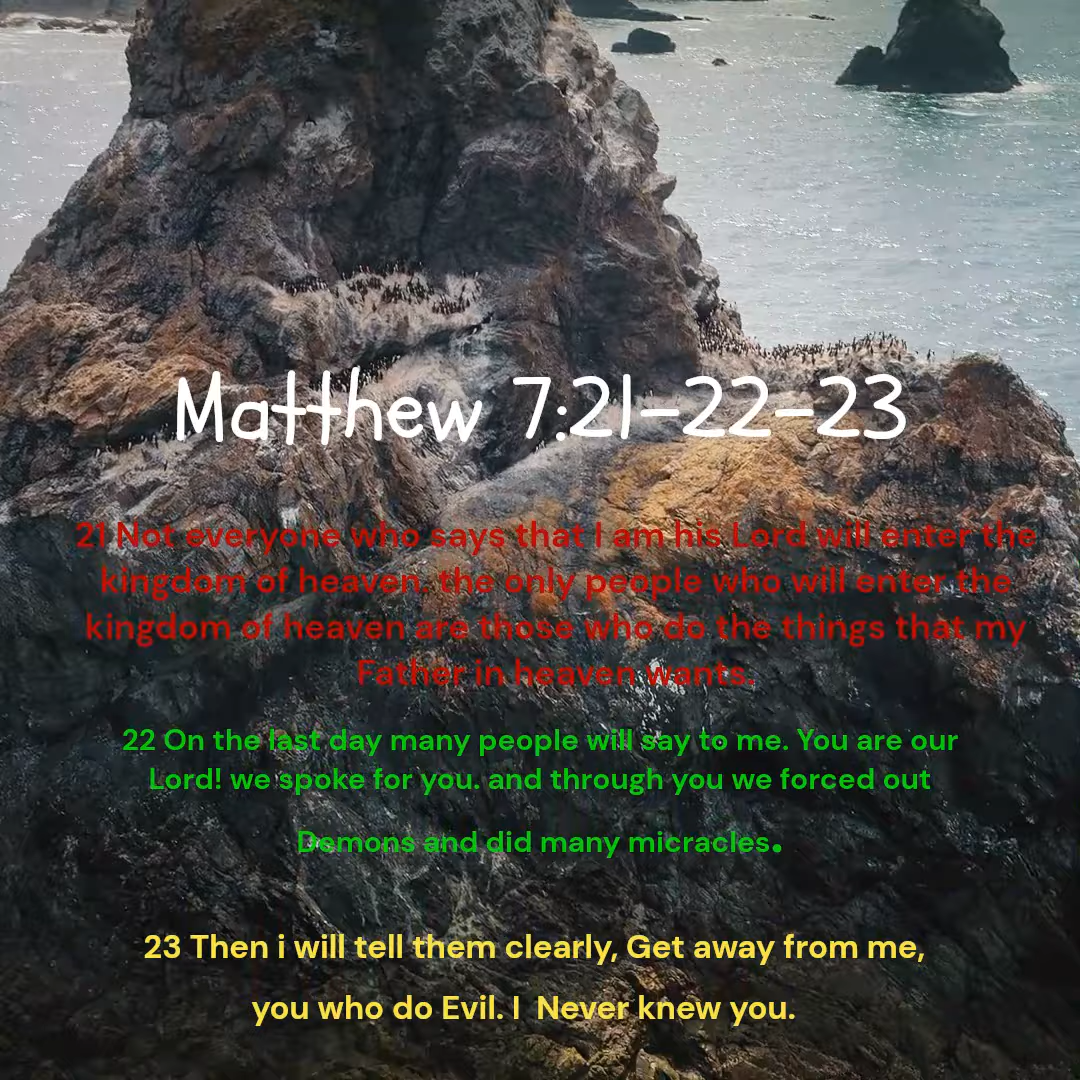 Matthew 7:21-22-23
21 Not everyone who says that I am his Lord will enter the
kingdom of heaven. the only people who will enter the
kingdom of heaven are those who do the things that my
Father in heaven wants.
22 On the last day many people will say to me. You are our
Lord! we spoke for you. and through you we forced out
Demons and did many micracles.
23 Then i will tell them clearly, Get away from me,
you who do Evil. I Never knew you.